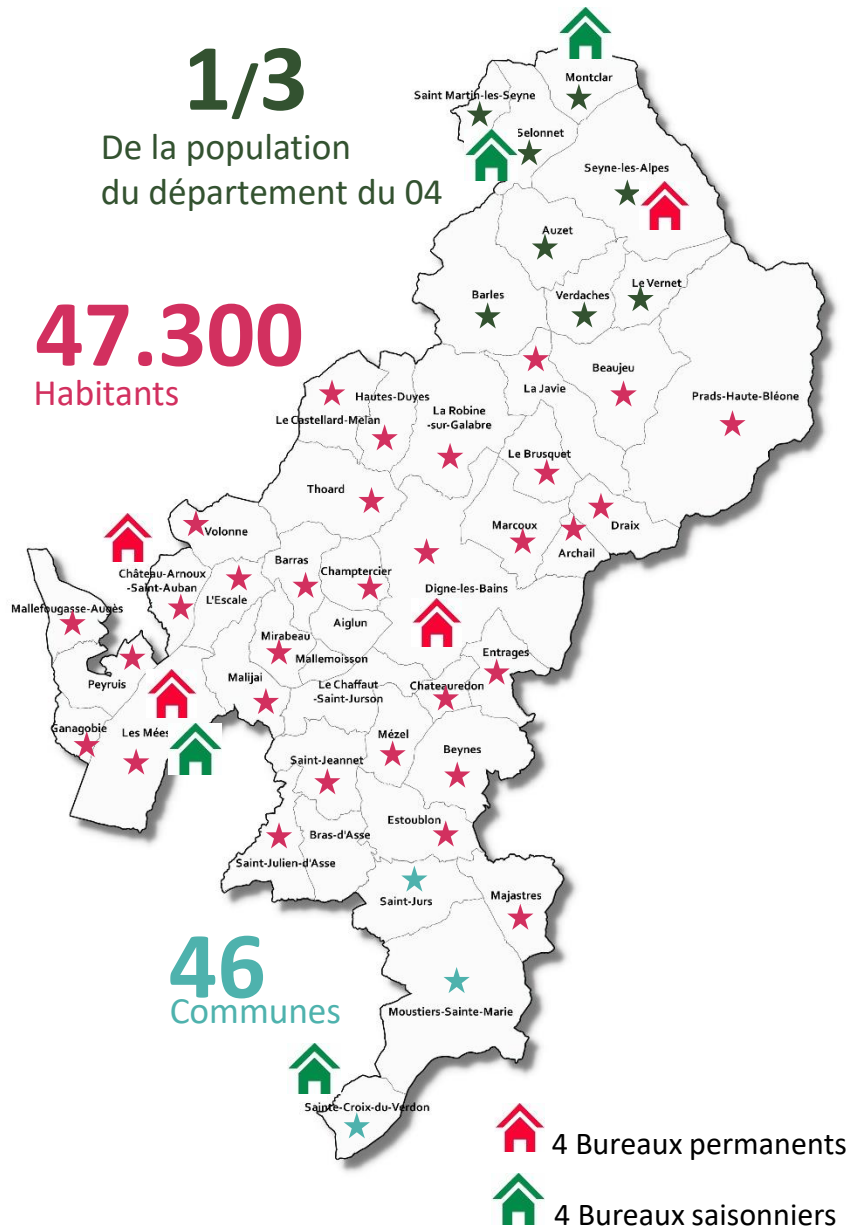 1/3
De la population
du département du 04
Montclar
Saint Martin-les-Seyne
Selonnet
Seyne-les-Alpes
Auzet
Le Vernet
Barles
Verdaches
47.300
Habitants
La Javie
Beaujeu
Prads-Haute-Bléone
Hautes-Duyes
Le Castellard-Melan
La Robine
-sur-Galabre
Le Brusquet
Thoard
Marcoux
Draix
Archail
Volonne
Château-Arnoux
-Saint-Auban
L'Escale
Barras
Champtercier
Digne-les-Bains
Mallefougasse-Augès
Aiglun
Mirabeau
Mallemoisson
Entrages
Peyruis
Malijai
Le Chaffaut
-Saint-Jurson
Chateauredon
Ganagobie
Les Mées
Mézel
Beynes
Saint-Jeannet
Estoublon
Bras-d'Asse
Saint-Julien-d'Asse
Saint-Jurs
Majastres
46
Communes
Moustiers-Sainte-Marie
Sainte-Croix-du-Verdon
4 Bureaux permanents
4 Bureaux saisonniers